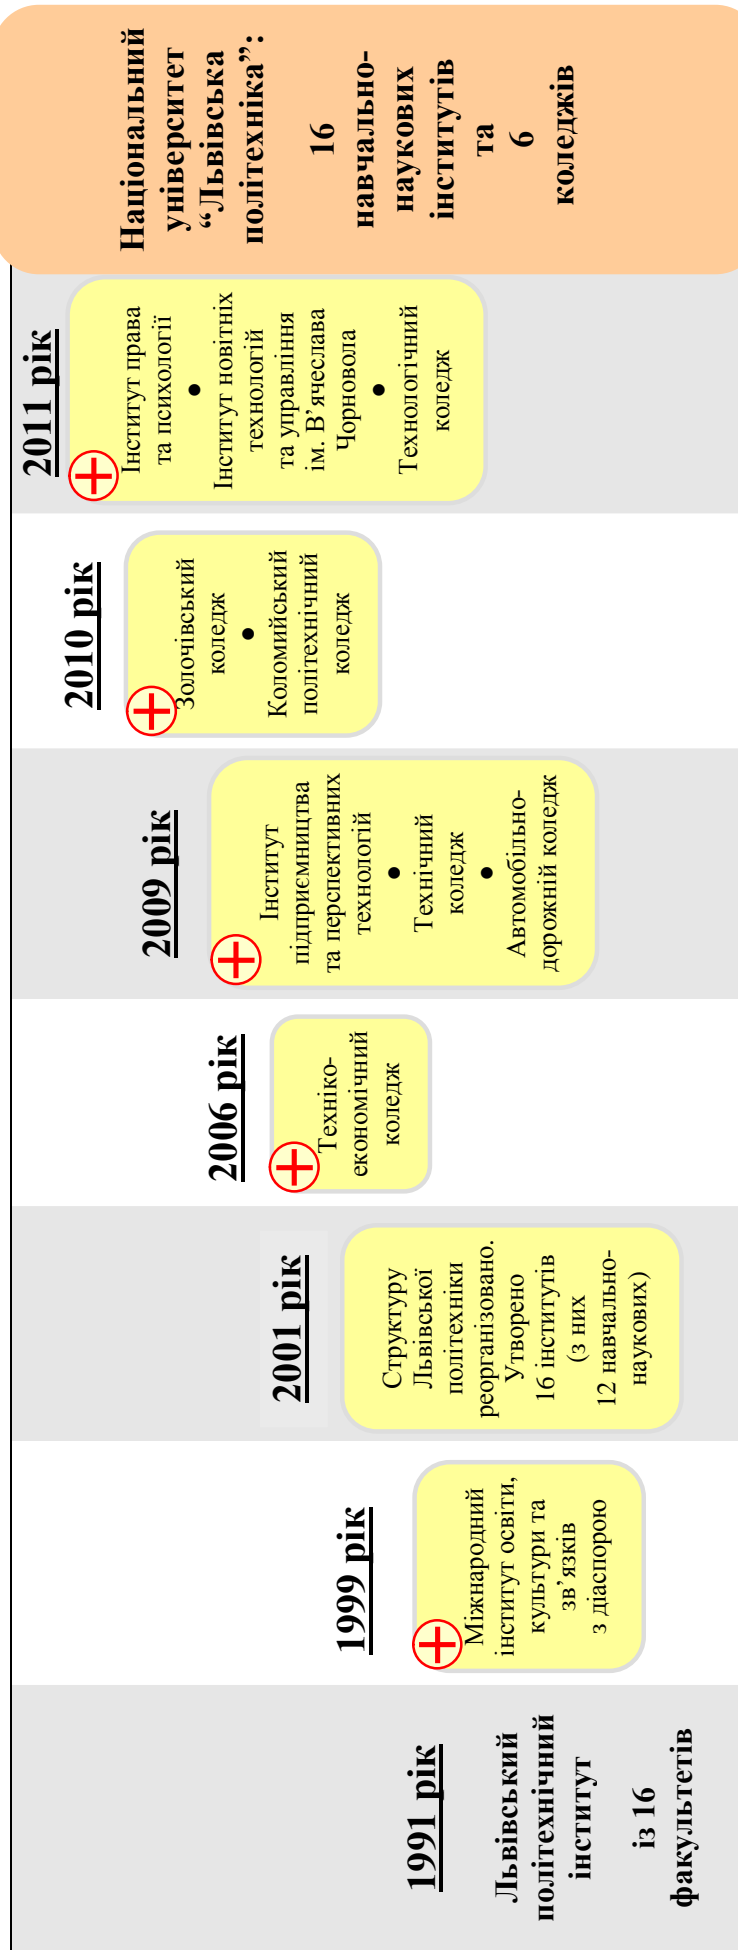 1991 рік
Львівський
політехнічний
інститут
із 16
факультетів
1999 рік
Міжнародний
інститут освіти,
культури та
зв’язків
з діаспорою
2001 рік
Структуру
Львівської
політехніки
реорганізовано.
Утворено
16 інститутів
(з них
12 навчально-
наукових)
2006 рік
Техніко-
економічний
коледж
2009 рік
Інститут
підприємництва
та перспективних
технологій
•
Технічний
коледж
•
Автомобільно-
дорожній коледж
2010 рік
Золочівський
коледж
•
Коломийський
політехнічний
коледж
2011 рік
Інститут права
та психології
•
Інститут новітніх
технологій
та управління
ім. В’ячеслава
Чорновола
•
Технологічний
коледж
Національний
університет
“Львівська
політехніка”:
16
навчально-
наукових
інститутів
та
6
коледжів